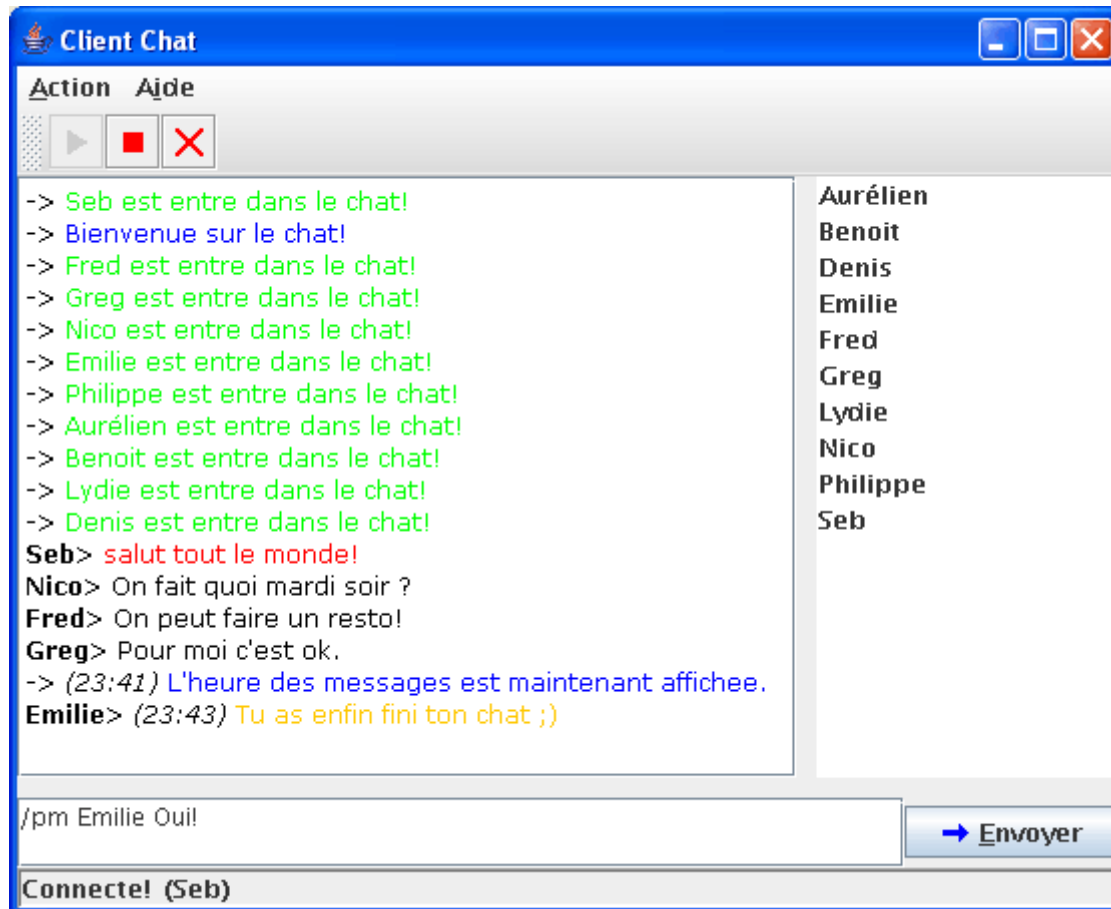 Client Chat
Action Aide
-> Seb est entre dans le chat!
-> Bienvenue sur le chat!
-> Fred est entre dans le chat!
-> Greg est entre dans le chat!
-> Nico est entre dans le chat!
-> Emilie est entre dans le chat!
-> Philippe est entre dans le chat!
-> Aurélien est entre dans le chat!
-> Benoit est entre dans le chat!
-> Lydie est entre dans le chat!
-> Denis est entre dans le chat!
Seb> salut tout le monde!
Nico> On fait quoi mardi soir ?
Fred> On peut faire un resto!
Greg> Pour moi c'est ok.
-> (23:41) L'heure des messages est maintenant affichee.
Emilie> (23:43) Tu as enfin fini ton chat ;)
Aurélien
Benoit
Denis
Emilie
Fred
Greg
Lydie
Nico
Philippe
Seb
/pm Emilie Oui!
Envoyer
Connecte! (Seb)